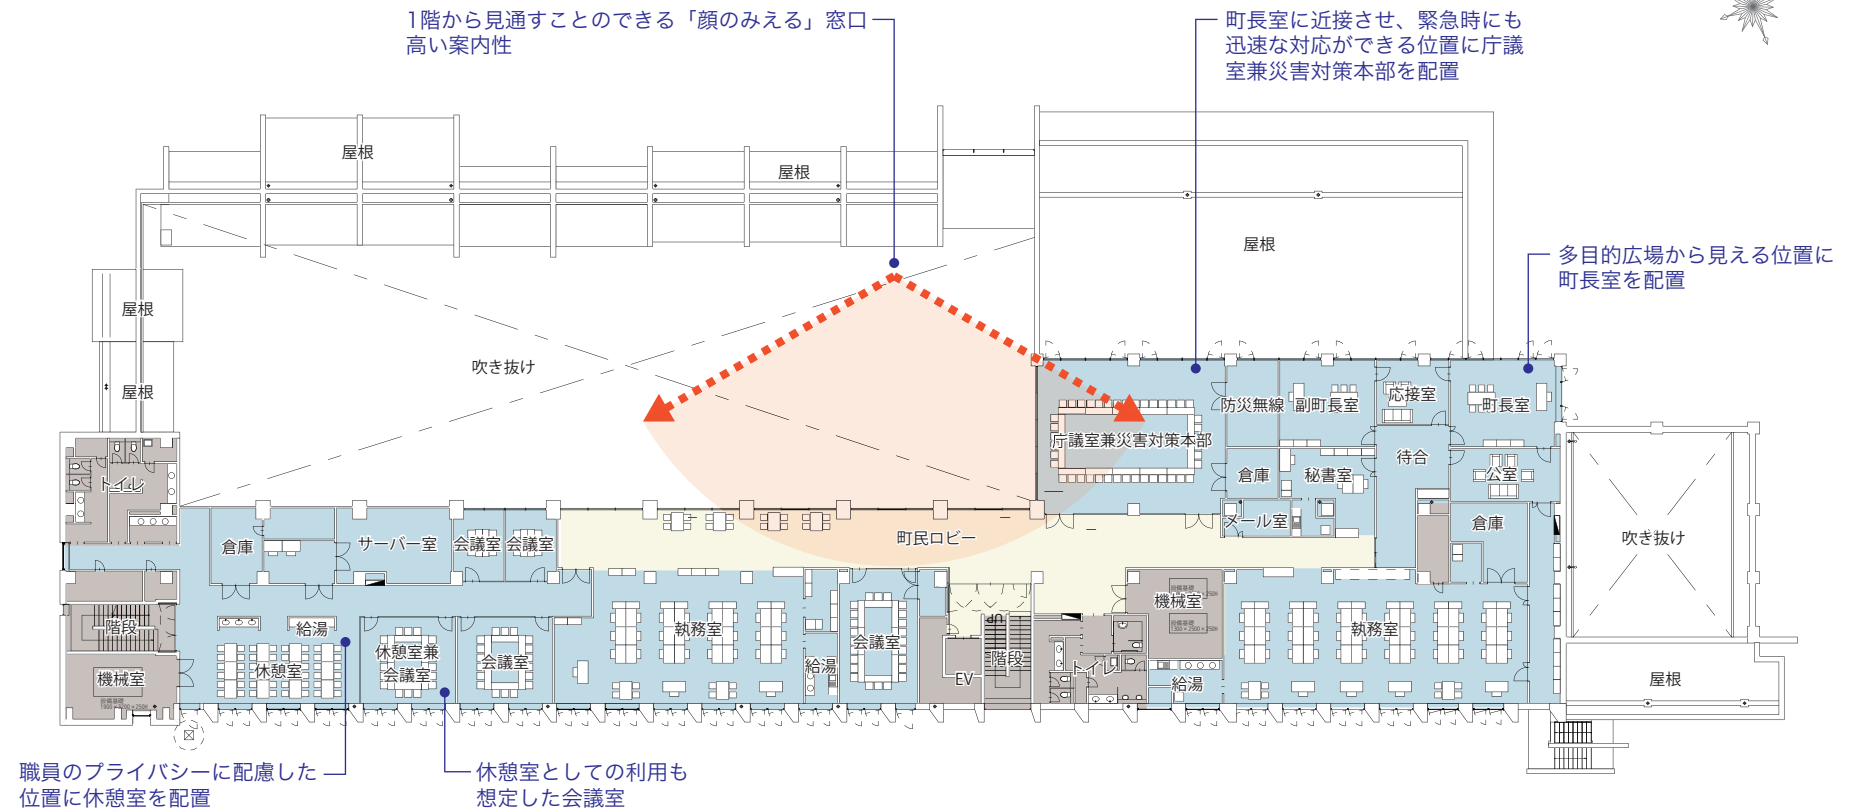 1階から見通すことのできる「顔のみえる」窓口
高い案内性
町長室に近接させ、緊急時にも
迅速な対応ができる位置に庁議
室兼災害対策本部を配置
屋根
屋根
屋根
多目的広場から見える位置に
町長室を配置
屋根
屋根
吹き抜け
庁議室兼災害対策本部
防災無線
副町長室
応接室
町長室
待合
倉庫
秘書室
公室
メール室
倉庫
トイレ
倉庫
サーバー室
会議室
会議室
町民ロビー
吹き抜け
階段
給湯
休憩室
休憩室兼
会議室
会議室
執務室
給湯
会議室
EV
UP
階段
トイレ
機械室
給湯
執務室
機械室
屋根
職員のプライバシーに配慮した
位置に休憩室を配置
休憩室としての利用も
想定した会議室